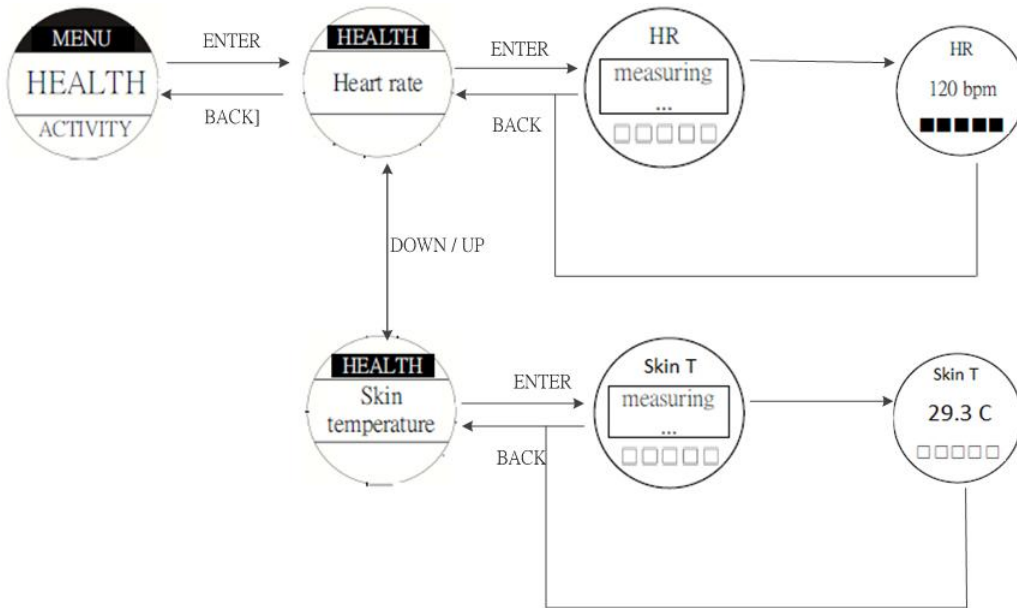 MENU
HEALTH
ACTIVITY
ENTER
BACK]
HEALTH
Heart rate
ENTER
BACK
HR
measuring
...
HR
120 bpm
DOWN / UP
HEALTH
Skin
temperature
ENTER
BACK
Skin T
measuring
...
Skin T
29.3 C